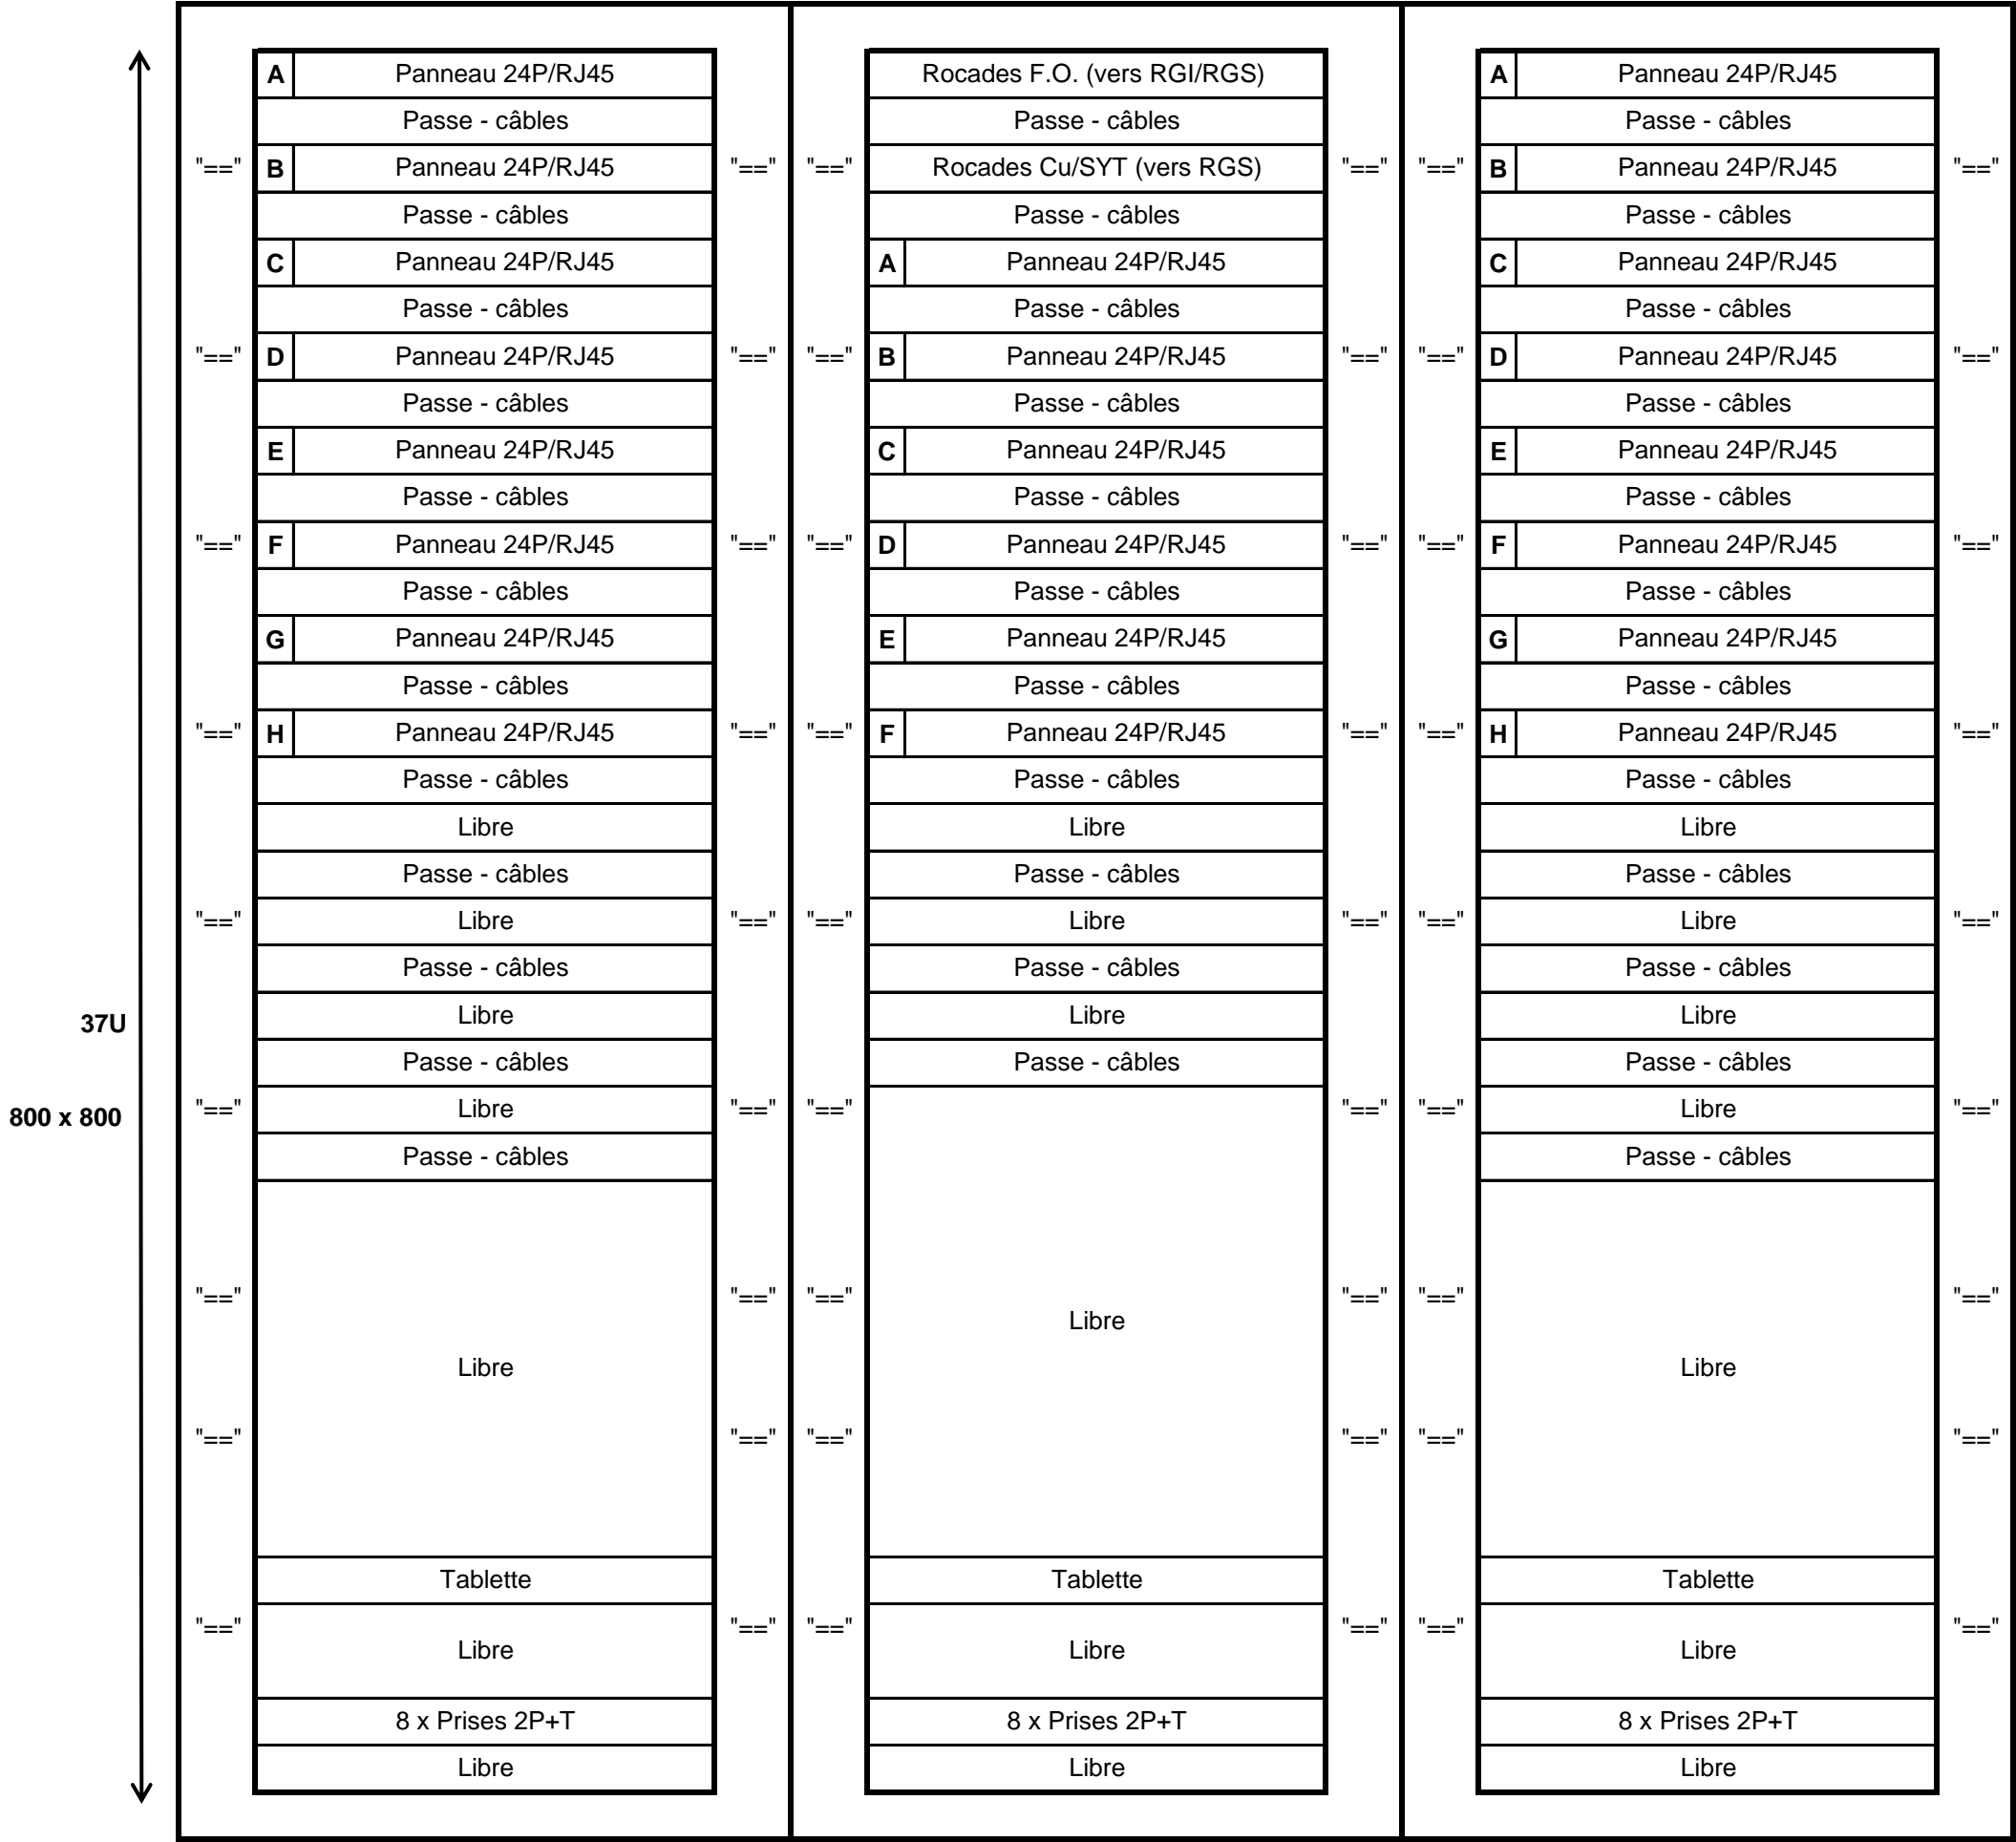 A Panneau 24P/RJ45 Rocades F.O. (vers RGI/RGS) A Panneau 24P/RJ45
Passe - câbles Passe - câbles Passe - câbles
"==" B Panneau 24P/RJ45 "==" "==" Rocades Cu/SYT (vers RGS) "==" "==" B Panneau 24P/RJ45 "=="
Passe - câbles Passe - câbles Passe - câbles
C Panneau 24P/RJ45 A Panneau 24P/RJ45 C Panneau 24P/RJ45
Passe - câbles Passe - câbles Passe - câbles
"==" D Panneau 24P/RJ45 "==" "==" B Panneau 24P/RJ45 "==" "==" D Panneau 24P/RJ45 "=="
Passe - câbles Passe - câbles Passe - câbles
E Panneau 24P/RJ45 C Panneau 24P/RJ45 E Panneau 24P/RJ45
Passe - câbles Passe - câbles Passe - câbles
"==" F Panneau 24P/RJ45 "==" "==" D Panneau 24P/RJ45 "==" "==" F Panneau 24P/RJ45 "=="
Passe - câbles Passe - câbles Passe - câbles
G Panneau 24P/RJ45 E Panneau 24P/RJ45 G Panneau 24P/RJ45
Passe - câbles Passe - câbles Passe - câbles
"==" H Panneau 24P/RJ45 "==" "==" F Panneau 24P/RJ45 "==" "==" H Panneau 24P/RJ45 "=="
Passe - câbles Passe - câbles Passe - câbles
Libre Libre Libre
Passe - câbles Passe - câbles Passe - câbles
"==" Libre "==" "==" Libre "==" "==" Libre "=="
Passe - câbles Passe - câbles Passe - câbles
37U Libre Libre Libre
Passe - câbles Passe - câbles Passe - câbles
800 x 800 "==" Libre "==" "==" "==" "==" Libre "=="
Passe - câbles Passe - câbles
"==" "==" "==" "==" "==" "=="
Libre
Libre Libre
"==" "==" "==" "==" "==" "=="
Tablette Tablette Tablette
"==" "==" "==" "==" "==" "=="
Libre Libre Libre
8 x Prises 2P+T 8 x Prises 2P+T 8 x Prises 2P+T
Libre Libre Libre